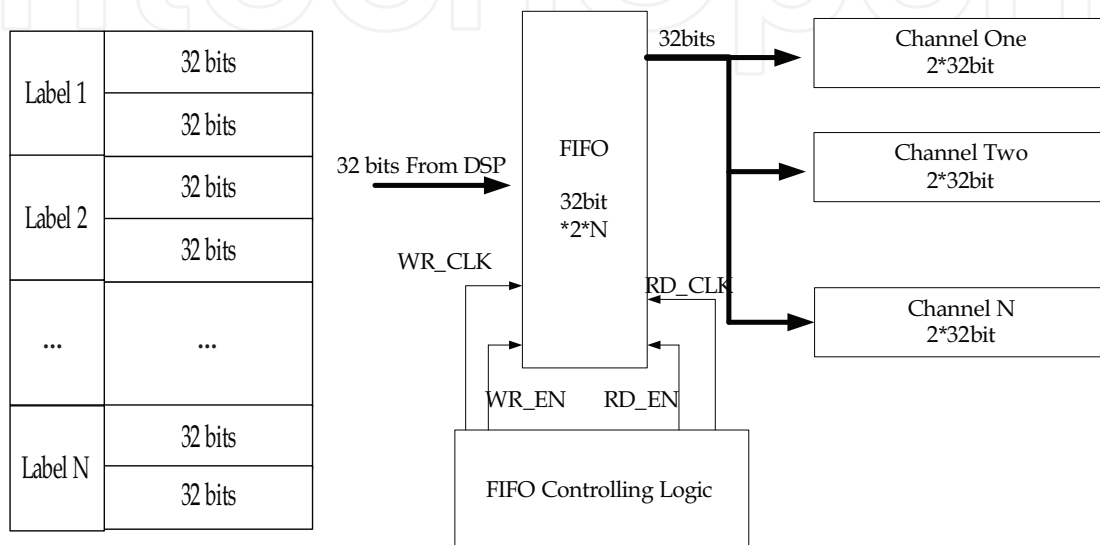 Label 1
32 bits
32 bits
Label 2
32 bits
32 bits
...
...
Label N
32 bits
32 bits
32 bits From DSP
FIFO
32bit
*2*N
WR_CLK
RD_CLK
WR_EN
RD_EN
FIFO Controlling Logic
32bits
Channel One
2*32bit
Channel Two
2*32bit
Channel N
2*32bit